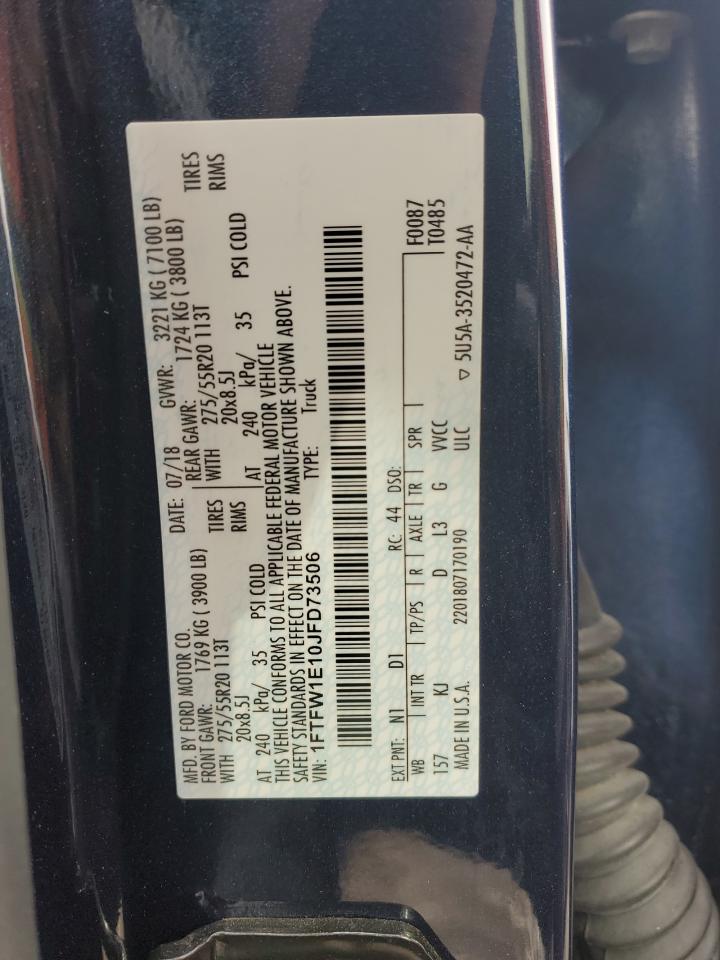 MFD. BY FORD MOTOR CO.
DATE: 07/18 GVWR: 3221 KG ( 7100 LB)
FRONT GAWR: 1769 KG ( 3900 LB) REAR GAWR: 1724 KG ( 3800 LB)
WITH 275/55R20 113T TIRES WITH 275/55R20 113T TIRES
20x8.5J RIMS 20x8.5J RIMS
AT 240 kPa/ 35 PSI COLD AT 240 kPa/ 35 PSI COLD
THIS VEHICLE CONFORMS TO ALL APPLICABLE FEDERAL MOTOR VEHICLE
SAFETY STANDARDS IN EFFECT ON THE DATE OF MANUFACTURE SHOWN ABOVE.
VIN: 1FTFW1E10JFD73506 TYPE: Truck
EXT PNT: N1 D1 RC: 44 DSO: F0087
WB INT TR TP/PS R AXLE TR SPR T0485
157 KJ D L3 G VVCC
MADE IN U.S.A. 2201807170190 ULC ▽ 5U5A-3520472-AA